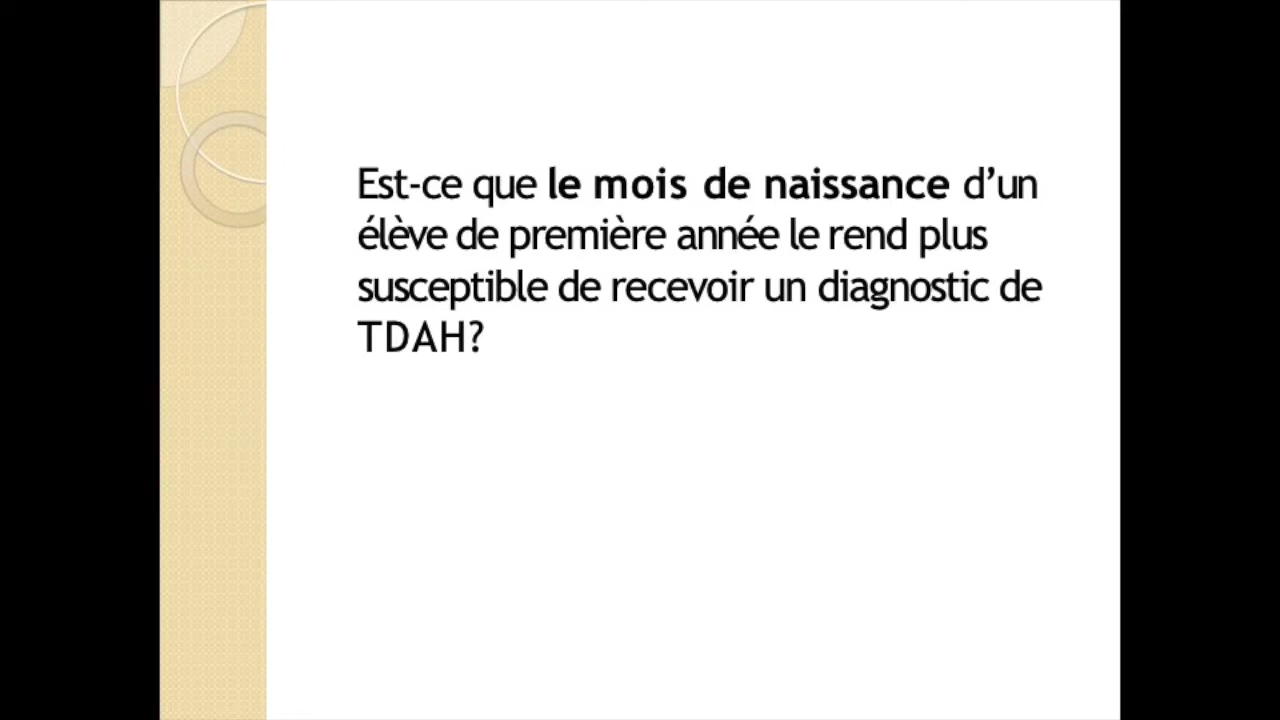 Est-ce que le mois de naissance d’un
élève de première année le rend plus
susceptible de recevoir un diagnostic de
TDAH?